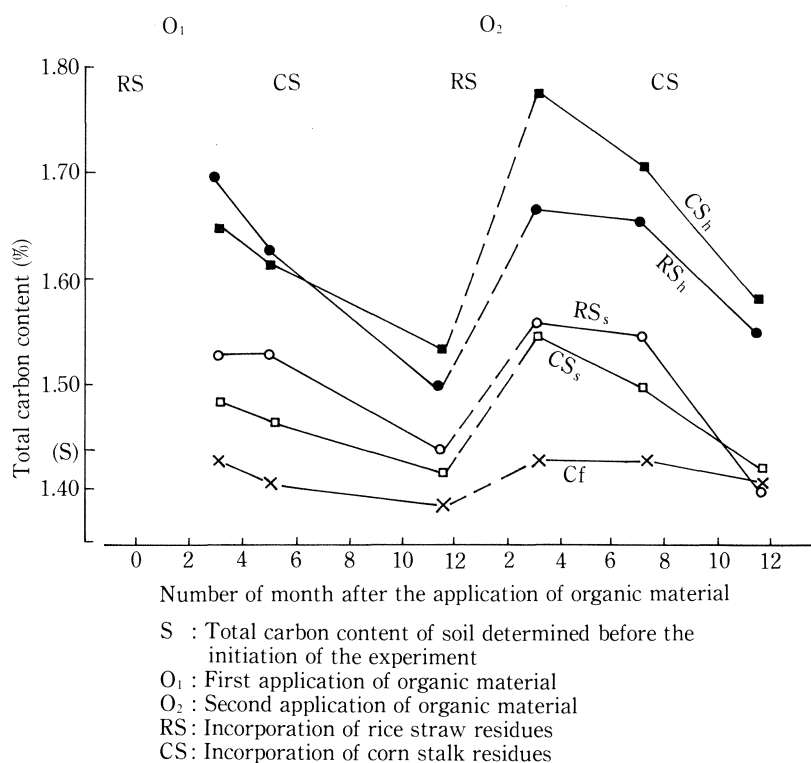 O₁ O₂
1.80
RS CS RS CS
1.70
CSₕ
1.60
RSₕ
RSₛ
CSₛ
1.50
(S)
1.40
Cf
Total carbon content (%)
0 2 4 6 8 10 12 2 4 6 8 10 12
Number of month after the application of organic material
S : Total carbon content of soil determined before the
initiation of the experiment
O₁ : First application of organic material
O₂ : Second application of organic material
RS : Incorporation of rice straw residues
CS : Incorporation of corn stalk residues